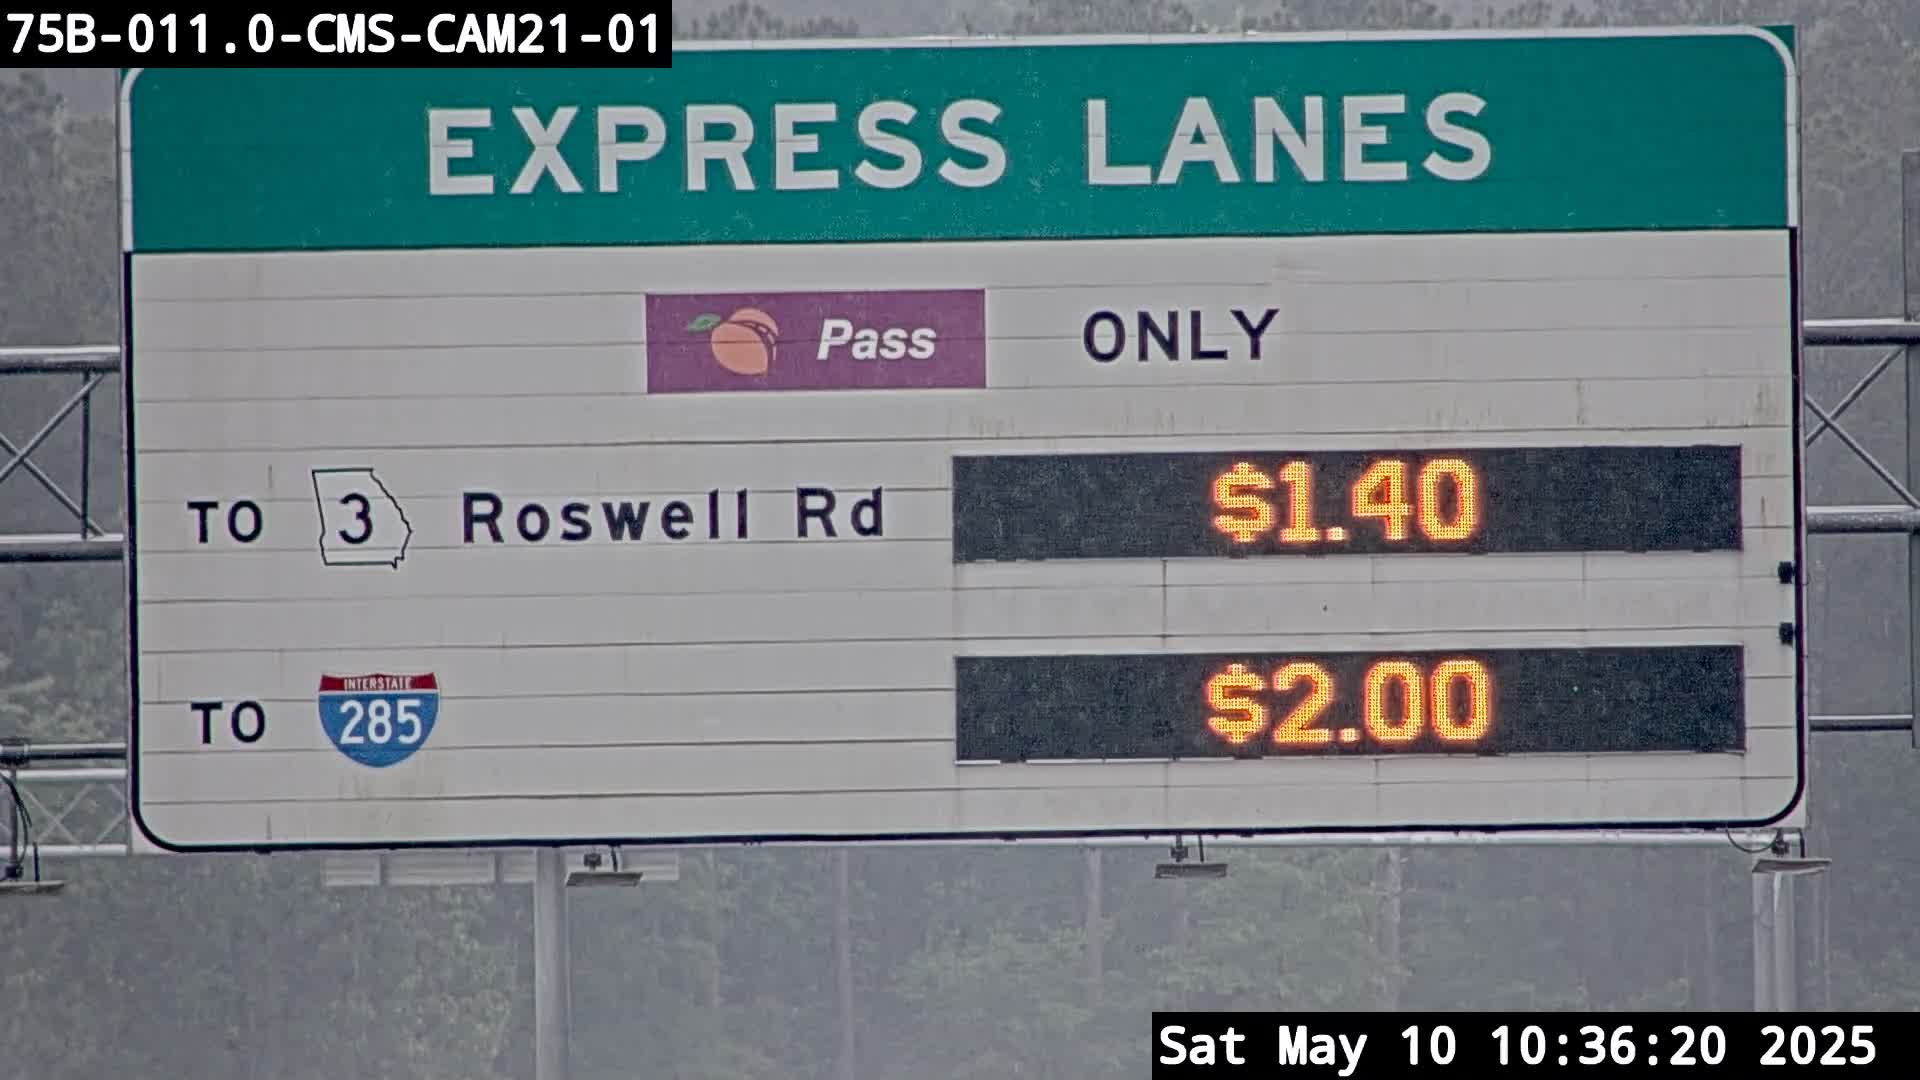 75B-011.0-CMS-CAM21-01
EXPRESS LANES
Pass ONLY
TO 3 Roswell Rd $1.40
INTERSTATE
TO 285 $2.00
Sat May 10 10:36:20 2025